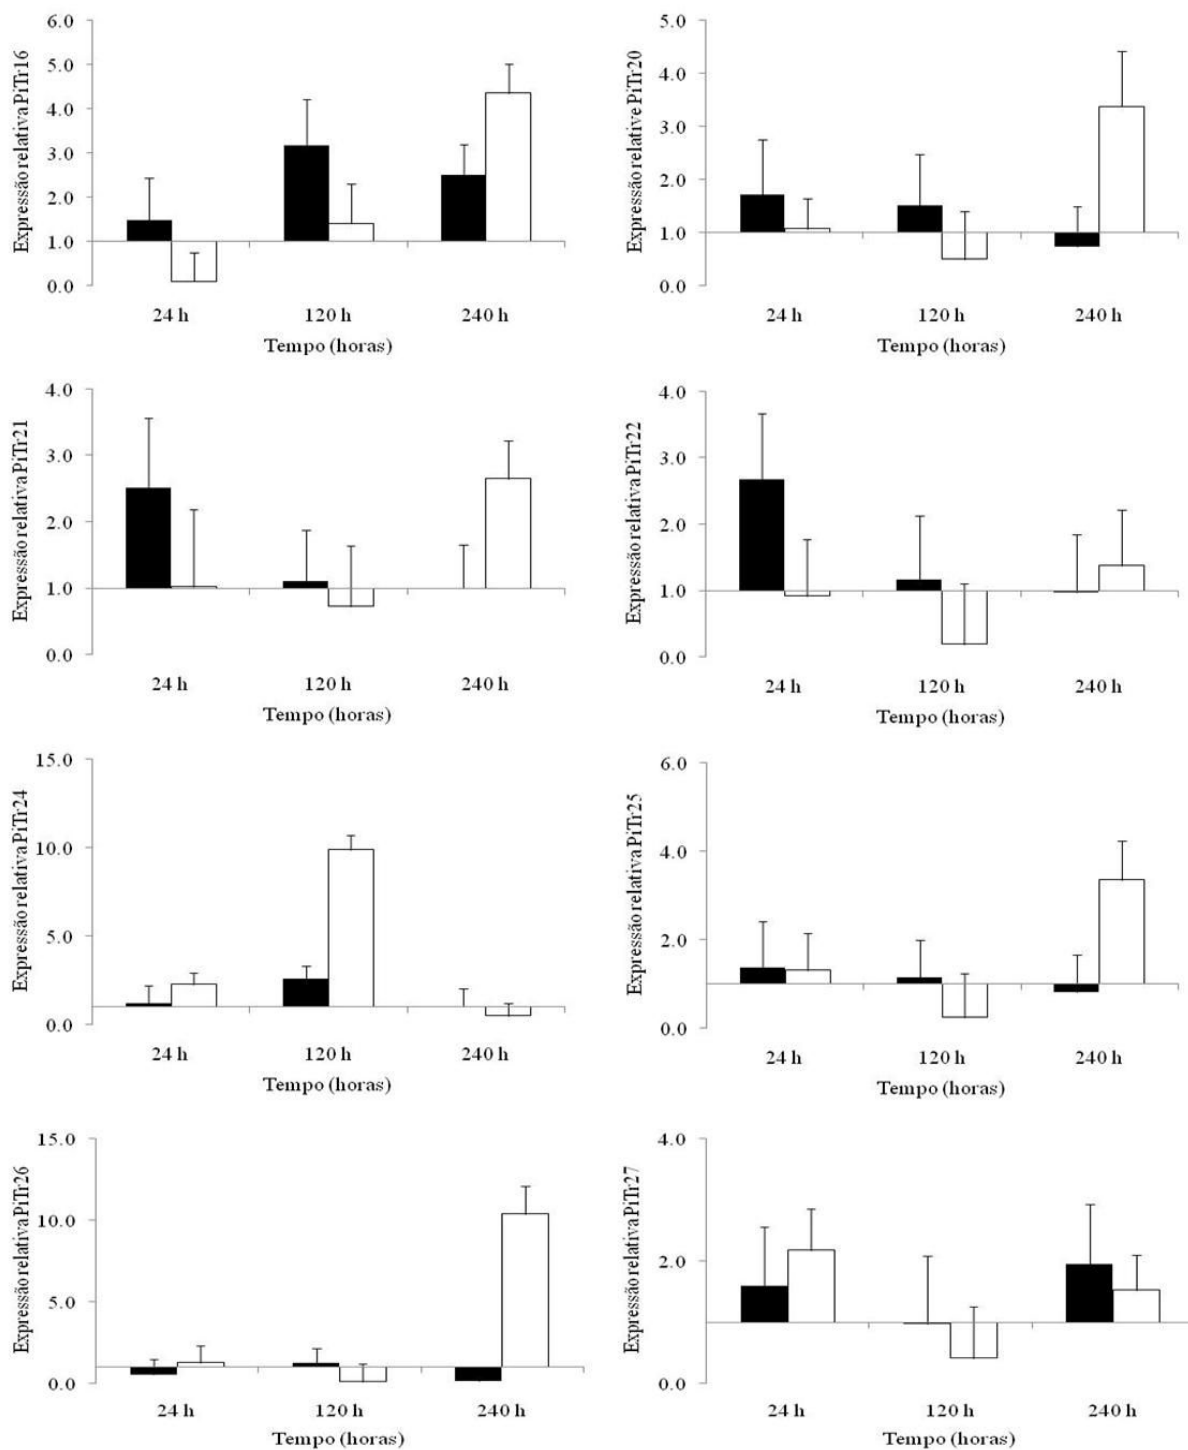 Expressão relativa PiTr16
6.0
5.0
4.0
3.0
2.0
1.0
0.0
24 h 120 h 240 h
Tempo (horas)
Expressão relative PiTr20
5.0
4.0
3.0
2.0
1.0
0.0
24 h 120 h 240 h
Tempo (horas)
Expressão relativa PiTr21
4.0
3.0
2.0
1.0
0.0
24 h 120 h 240 h
Tempo (horas)
Expressão relativa PiTr22
4.0
3.0
2.0
1.0
0.0
24 h 120 h 240 h
Tempo (horas)
Expressão relativa PiTr24
15.0
10.0
5.0
0.0
24 h 120 h 240 h
Tempo (horas)
Expressão relativa PiTr25
6.0
4.0
2.0
0.0
24 h 120 h 240 h
Tempo (horas)
Expressão relativa PiTr26
15.0
10.0
5.0
0.0
24 h 120 h 240 h
Tempo (horas)
Expressão relativa PiTr27
4.0
2.0
0.0
24 h 120 h 240 h
Tempo (horas)